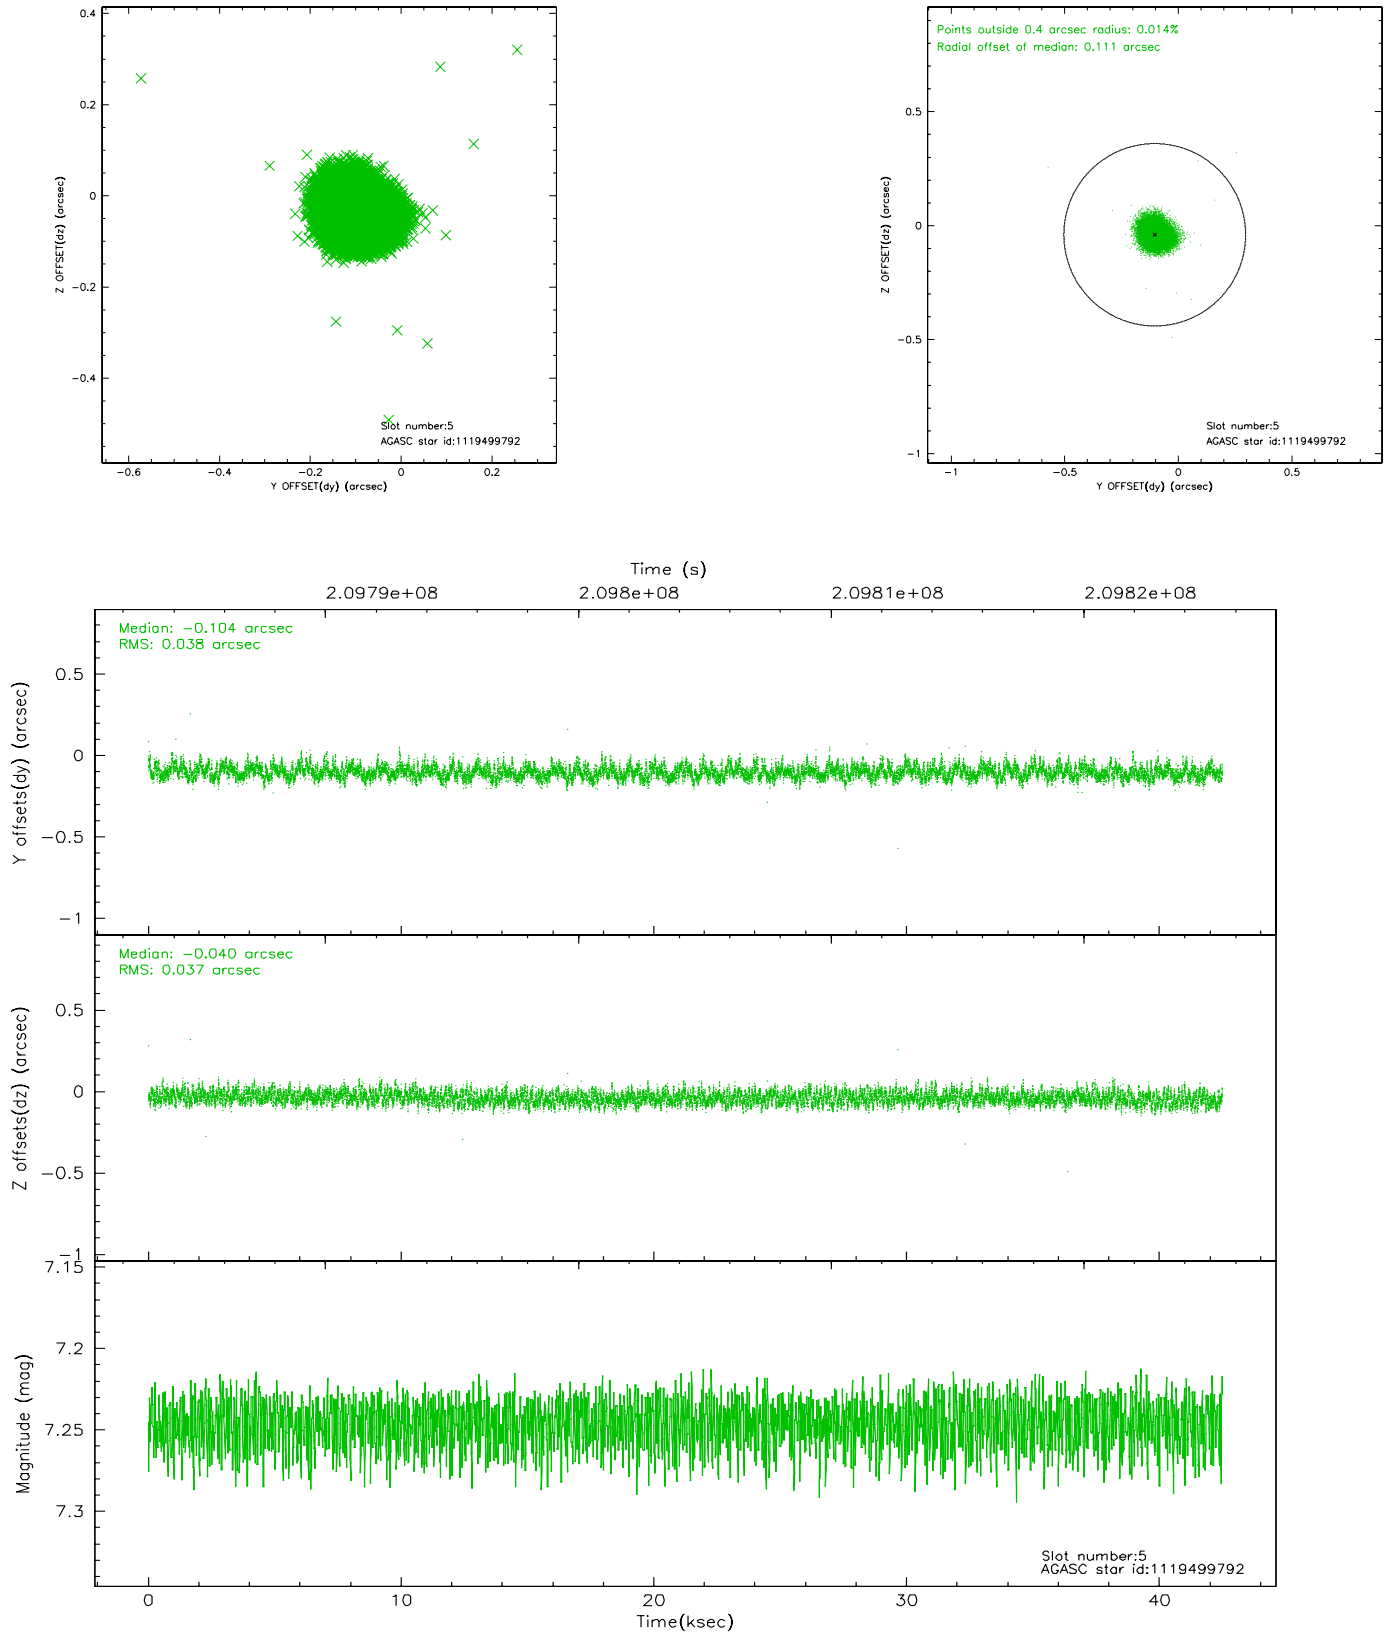 0.4
0.2
0
−0.2
−0.4
Z OFFSET(dz) (arcsec)
−0.6
−0.4
−0.2
0
0.2
Y OFFSET(dy) (arcsec)
Slot number:5
AGASC star id:1119499792
Points outside 0.4 arcsec radius: 0.014%
Radial offset of median: 0.111 arcsec
0.5
0
−0.5
−1
Z OFFSET(dz) (arcsec)
−1
−0.5
0
0.5
Y OFFSET(dy) (arcsec)
Slot number:5
AGASC star id:1119499792
Time (s)
2.0979e+08
2.098e+08
2.0981e+08
2.0982e+08
Median: −0.104 arcsec
RMS: 0.038 arcsec
0.5
0
−0.5
−1
Y offsets(dy) (arcsec)
Median: −0.040 arcsec
RMS: 0.037 arcsec
0.5
0
−0.5
−1
Z offsets(dz) (arcsec)
7.15
7.2
7.25
7.3
Magnitude (mag)
Slot number:5
AGASC star id:1119499792
0
10
20
30
40
Time(ksec)